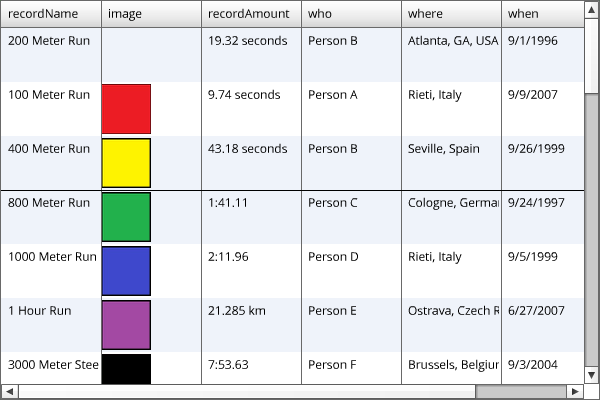 recordName image recordAmount who where when
200 Meter Run 19.32 seconds Person B Atlanta, GA, USA 9/1/1996
100 Meter Run 9.74 seconds Person A Rieti, Italy 9/9/2007
400 Meter Run 43.18 seconds Person B Seville, Spain 9/26/1999
800 Meter Run 1:41.11 Person C Cologne, Germa 9/24/1997
1000 Meter Run 2:11.96 Person D Rieti, Italy 9/5/1999
1 Hour Run 21.285 km Person E Ostrava, Czech R 6/27/2007
3000 Meter Stee 7:53.63 Person F Brussels, Belgiur 9/3/2004